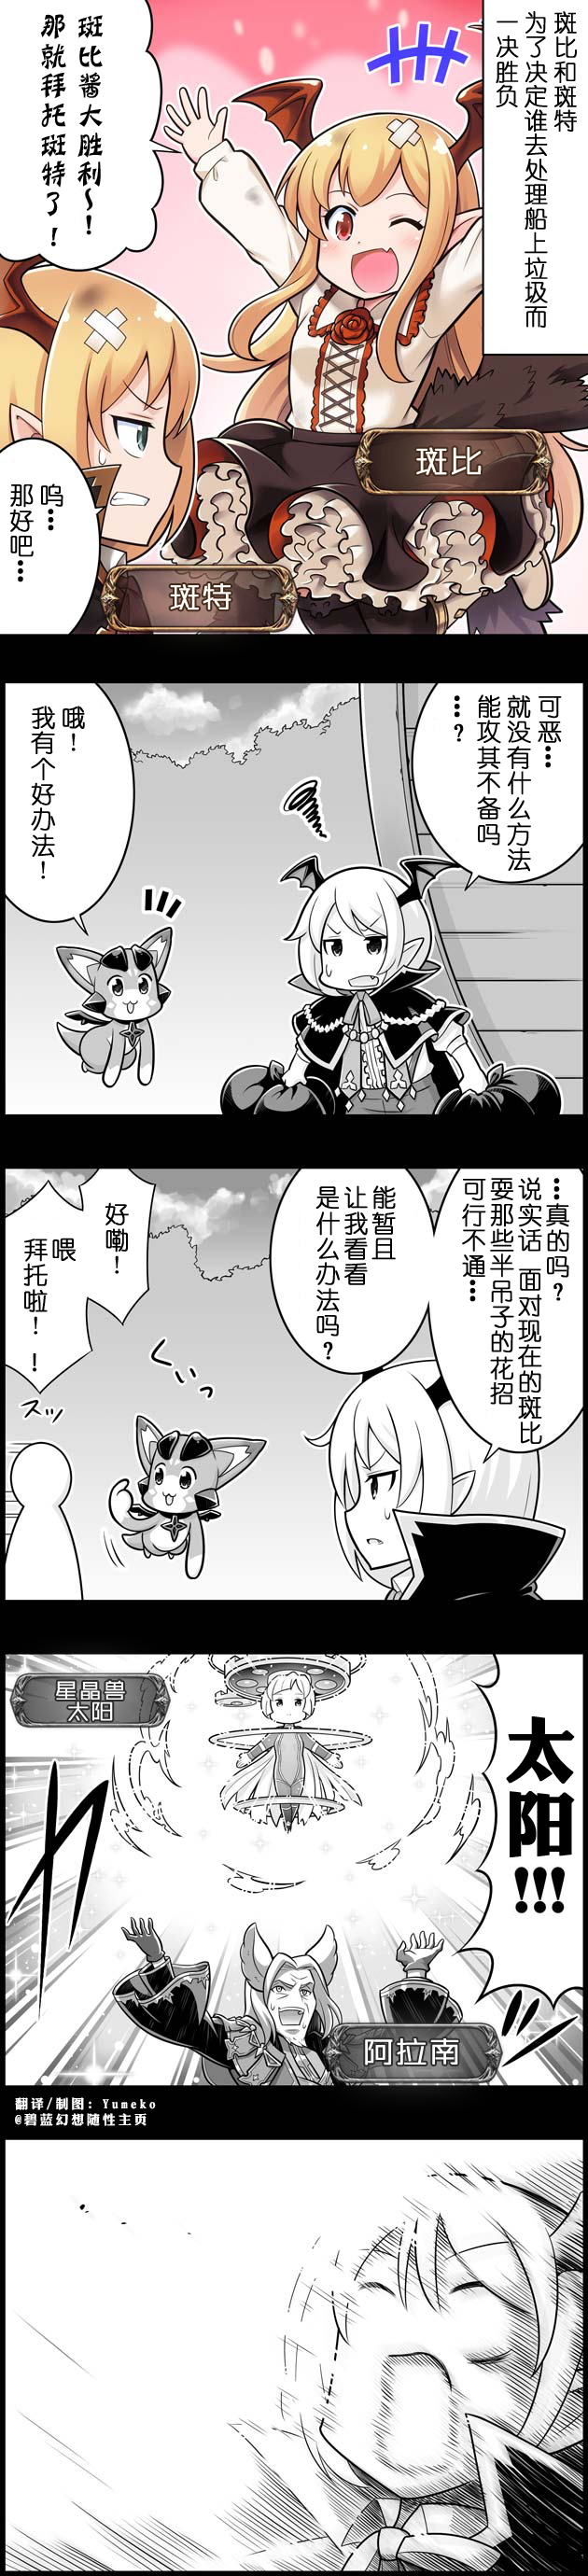 斑比和斑特
为了决定谁去处理船上垃圾而
一决胜负
斑比酱大胜利～！
那就拜托斑特了！
斑比
呜…
那好吧…
斑特
可恶…
就没有什么方法
能攻其不备吗
…？
哦！
我有个好办法！
…真的吗？
说实话 面对现在的斑比
耍那些半吊子的花招
可行不通…
能暂且
让我看看
是什么办法吗？
好嘞！
喂
拜托啦！！
くいっ
スッ
太阳!!!
星晶兽
太阳
阿拉南
翻译/制图：Yumeko
@碧蓝幻想随性主页